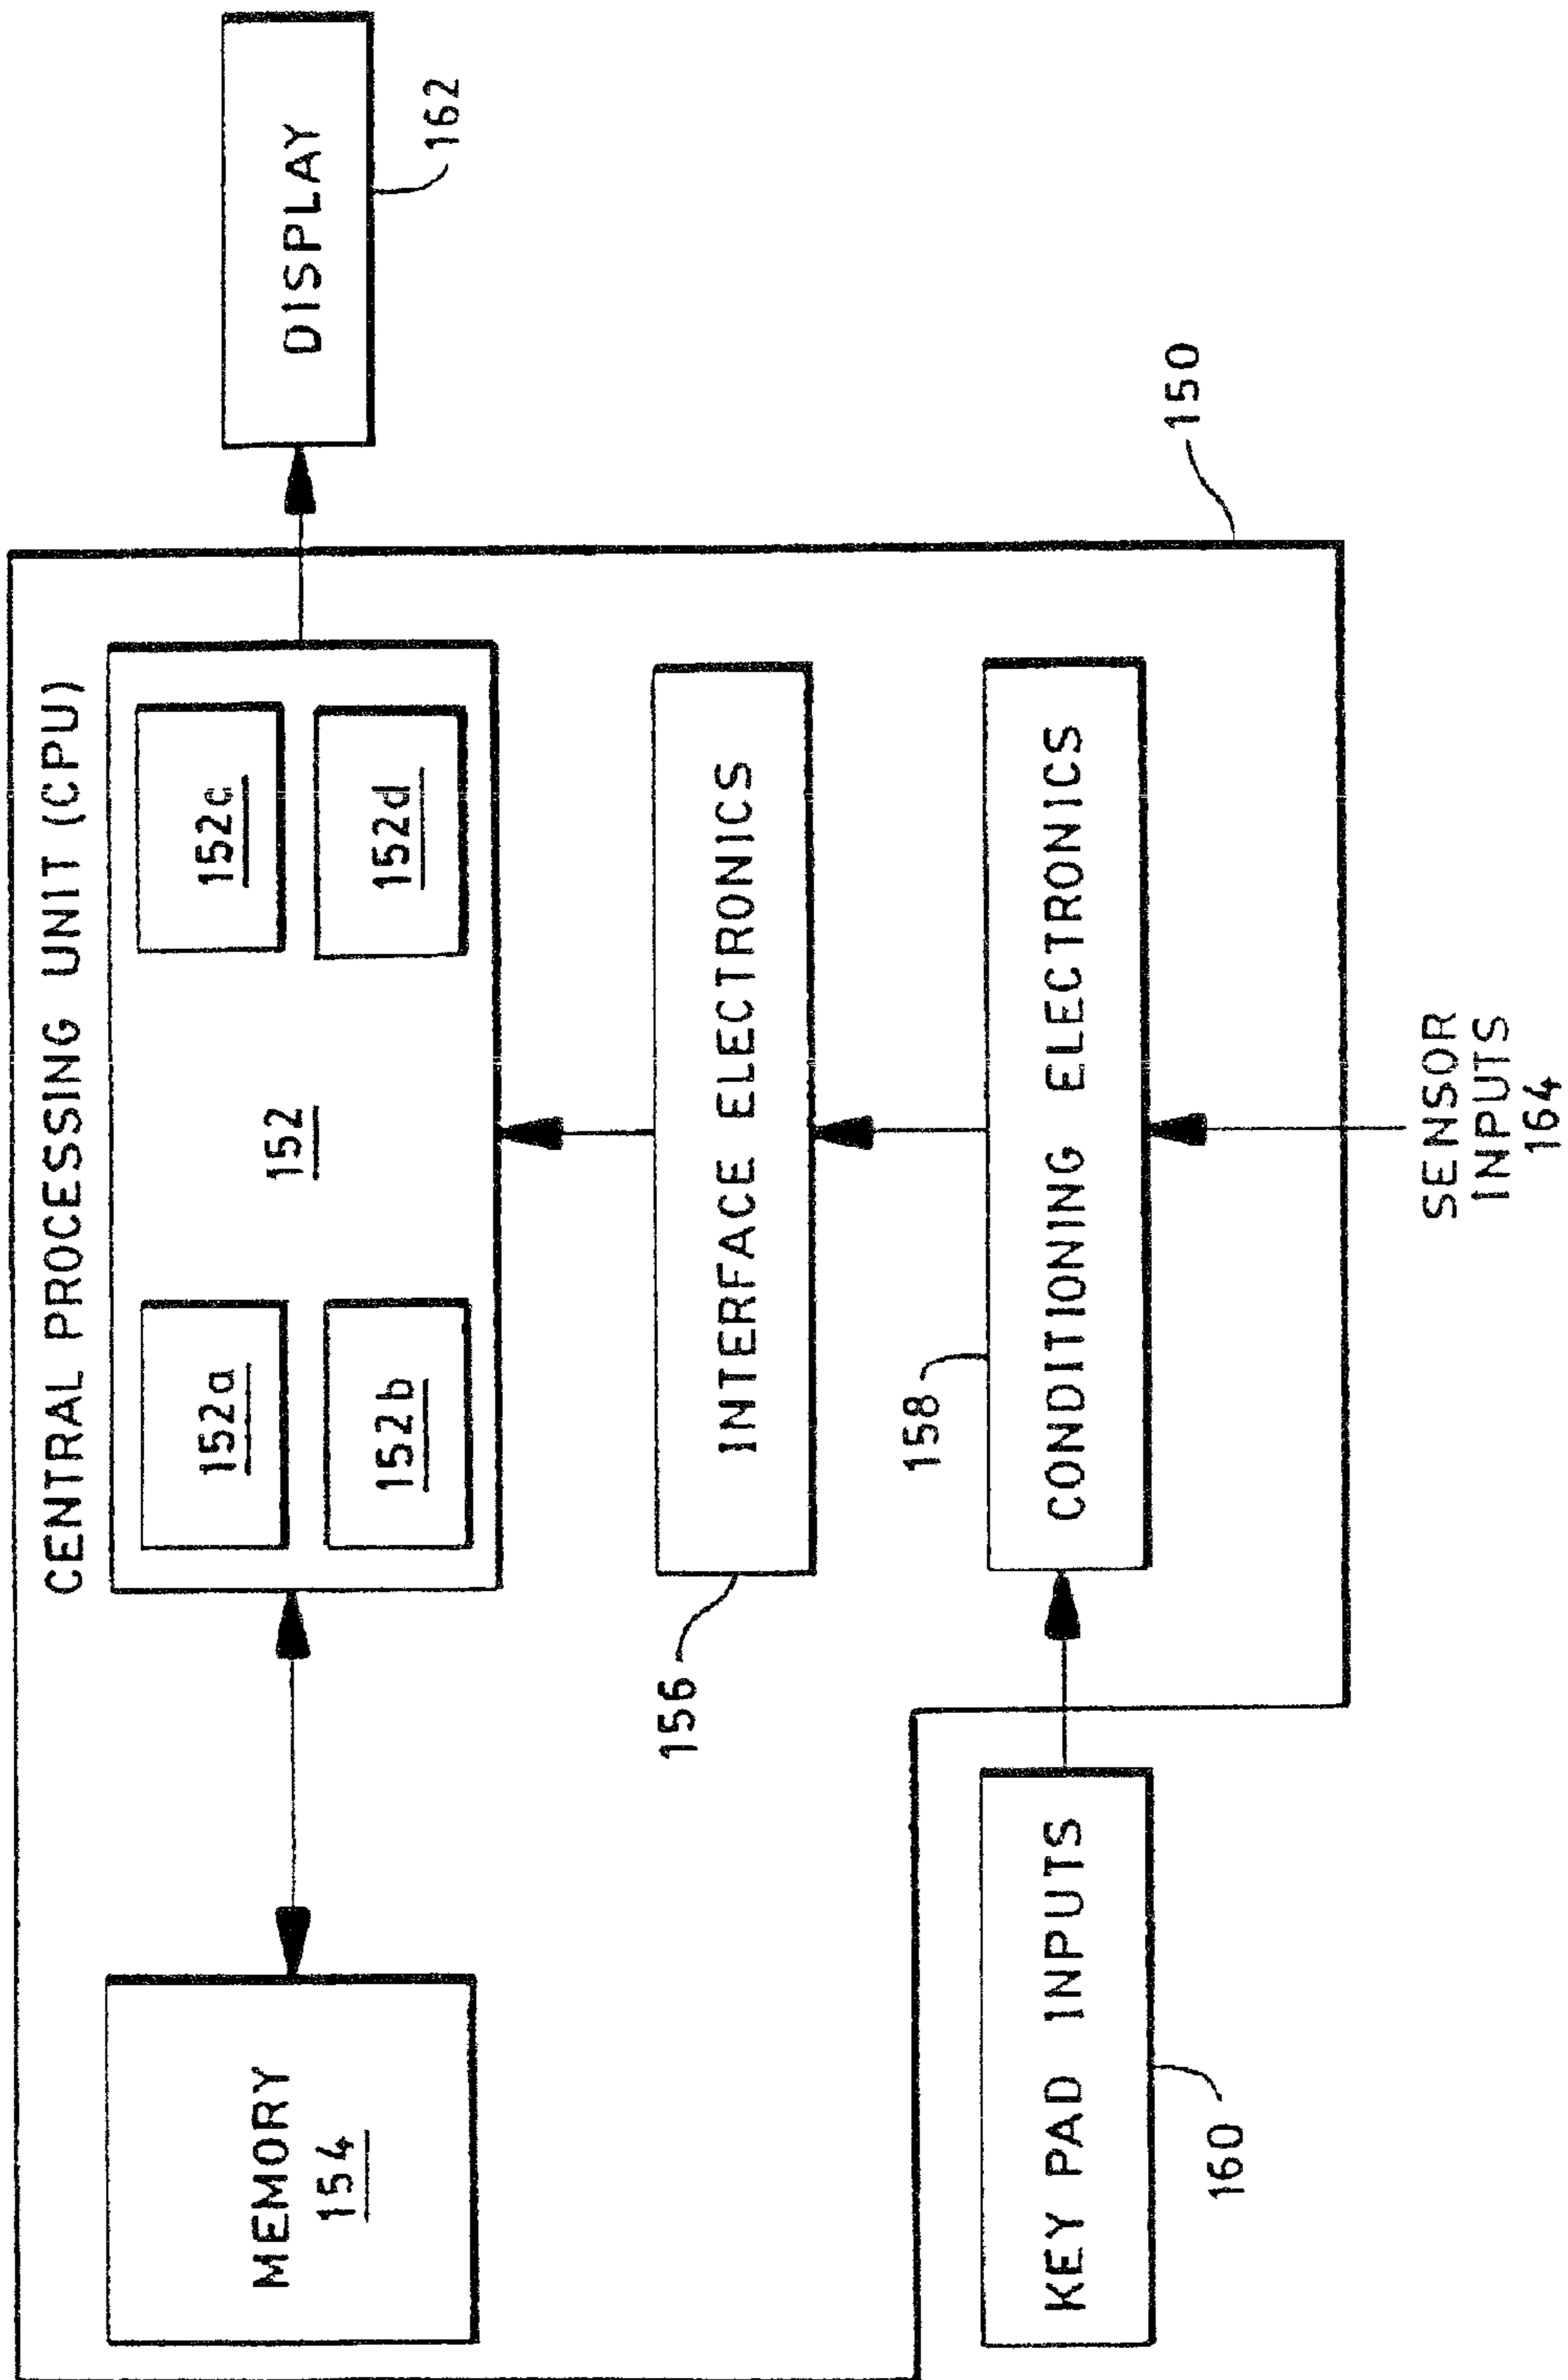 CENTRAL PROCESSING UNIT (CPU)
MEMORY
154
152a
152b
152
152c
152d
DISPLAY
162
156
INTERFACE ELECTRONICS
150
158
CONDITIONING ELECTRONICS
KEY PAD INPUTS
160
SENSOR
INPUTS
164